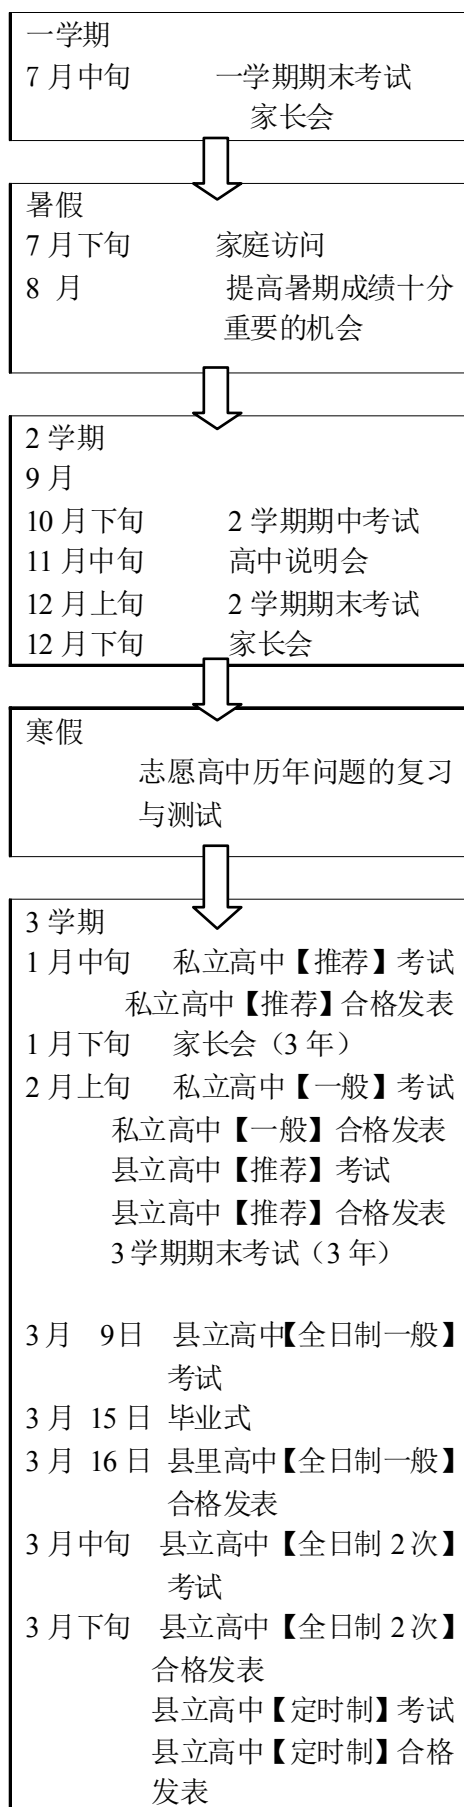 一学期
7 月中旬 一学期期末考试
家长会
暑假
7 月下旬 家庭访问
8 月 提高暑期成绩十分
重要的机会
2 学期
9 月
10 月下旬 2 学期期中考试
11 月中旬 高中说明会
12 月上旬 2 学期期末考试
12 月下旬 家长会
寒假
志愿高中历年问题的复习
与测试
3 学期
1 月中旬 私立高中【推荐】考试
私立高中【推荐】合格发表
1 月下旬 家长会（3 年）
2 月上旬 私立高中【一般】考试
私立高中【一般】合格发表
县立高中【推荐】考试
县立高中【推荐】合格发表
3 学期期末考试（3 年）
3 月 9 日 县立高中【全日制一般】
考试
3 月 15 日 毕业式
3 月 16 日 县里高中【全日制一般】
合格发表
3 月中旬 县立高中【全日制 2 次】
考试
3 月下旬 县立高中【全日制 2 次】
合格发表
县立高中【定时制】考试
县立高中【定时制】合格
发表